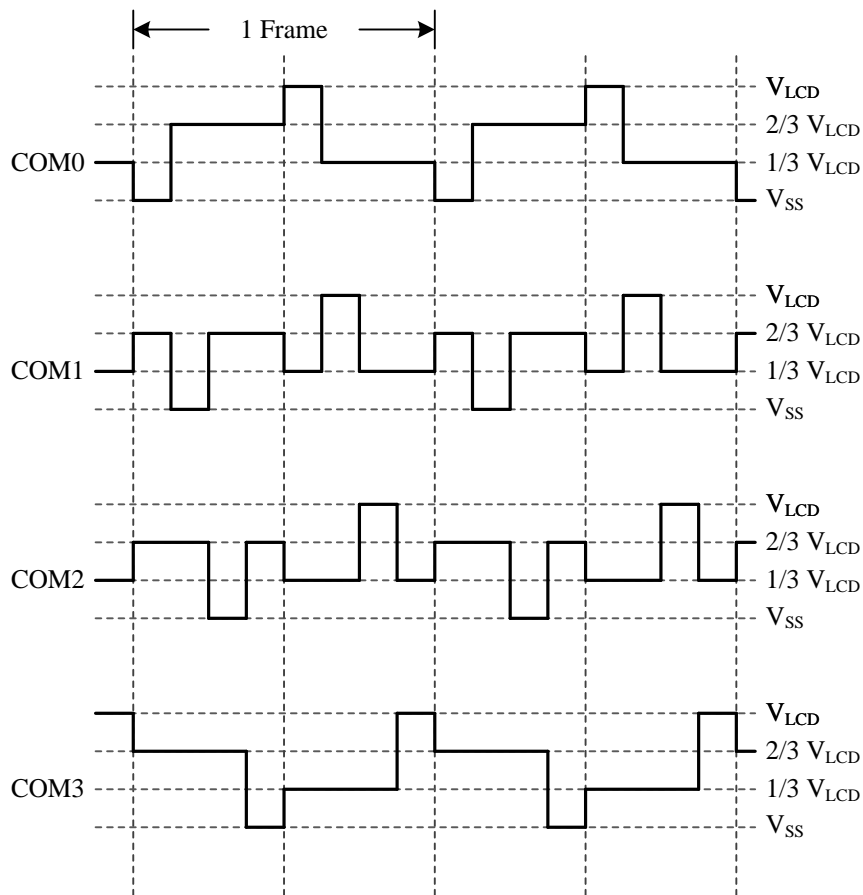 1 Frame
COM0
V_LCD
2/3 V_LCD
1/3 V_LCD
V_SS
COM1
V_LCD
2/3 V_LCD
1/3 V_LCD
V_SS
COM2
V_LCD
2/3 V_LCD
1/3 V_LCD
V_SS
COM3
V_LCD
2/3 V_LCD
1/3 V_LCD
V_SS